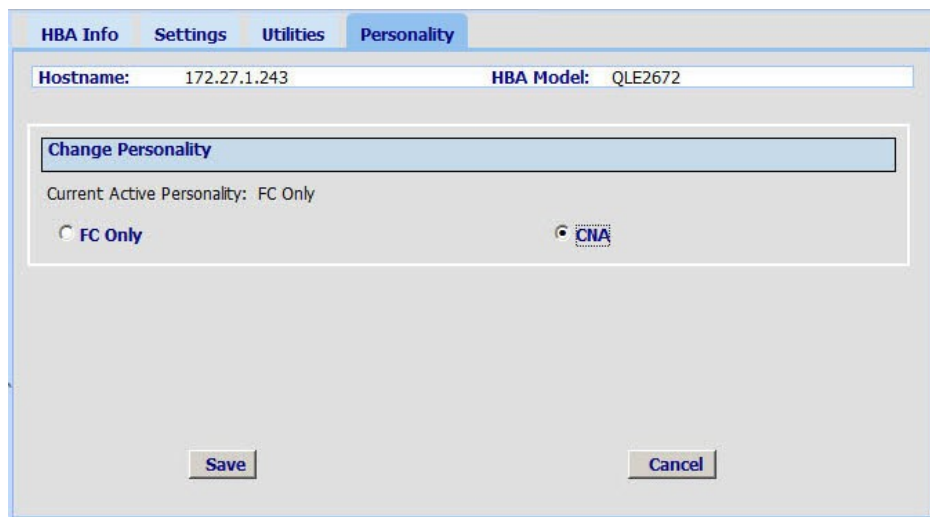 HBA Info Settings Utilities Personality
Hostname: 172.27.1.243 HBA Model: QLE2672
Change Personality
Current Active Personality: FC Only
FC Only CNA
Save Cancel